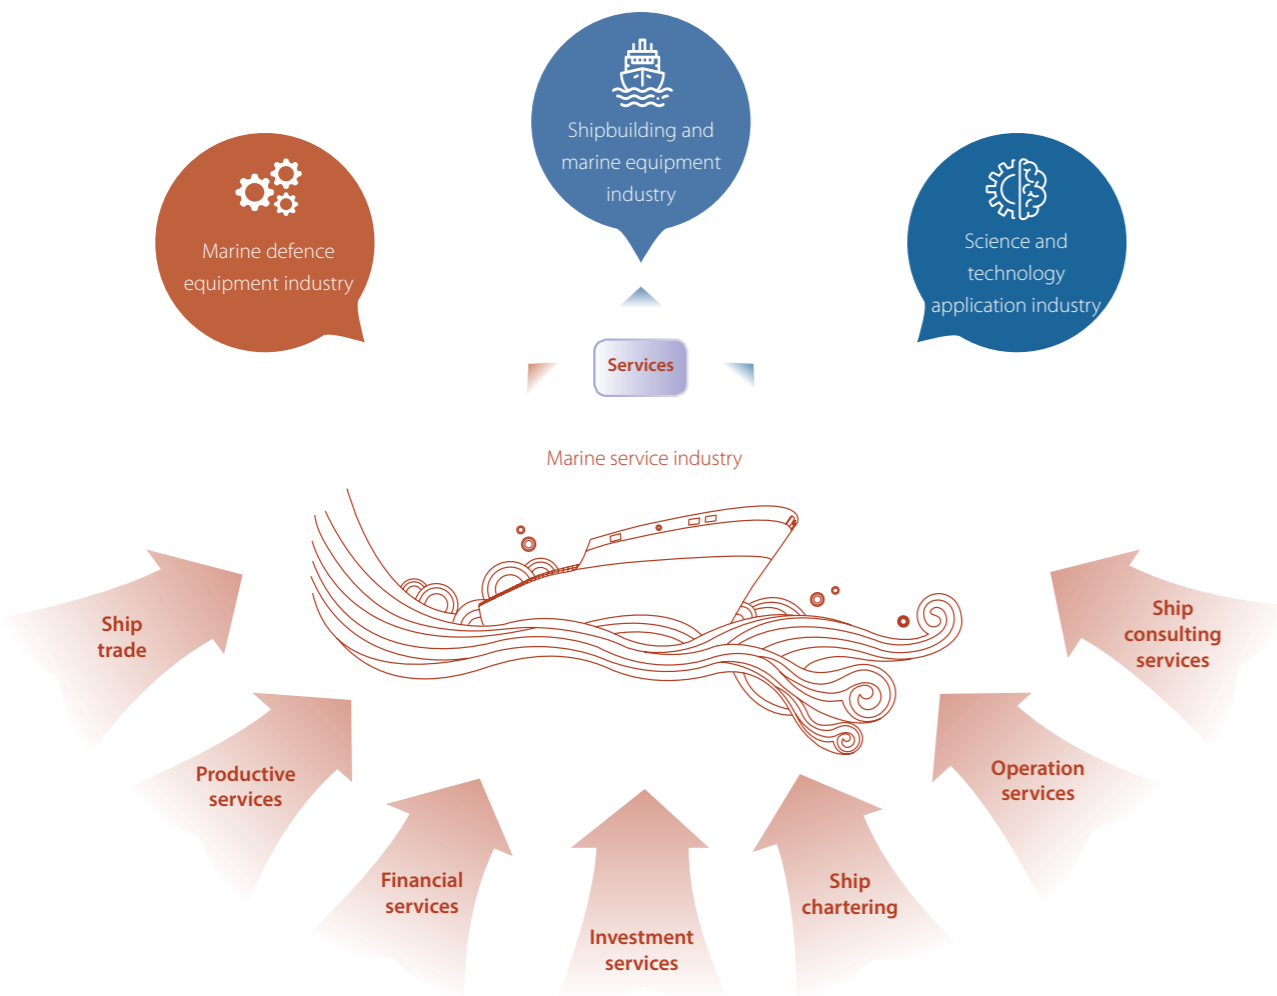 Shipbuilding and
marine equipment
industry
Marine defence
equipment industry
Science and
technology
application industry
Services
Marine service industry
Ship
trade
Productive
services
Financial
services
Investment
services
Ship
chartering
Operation
services
Ship
consulting
services